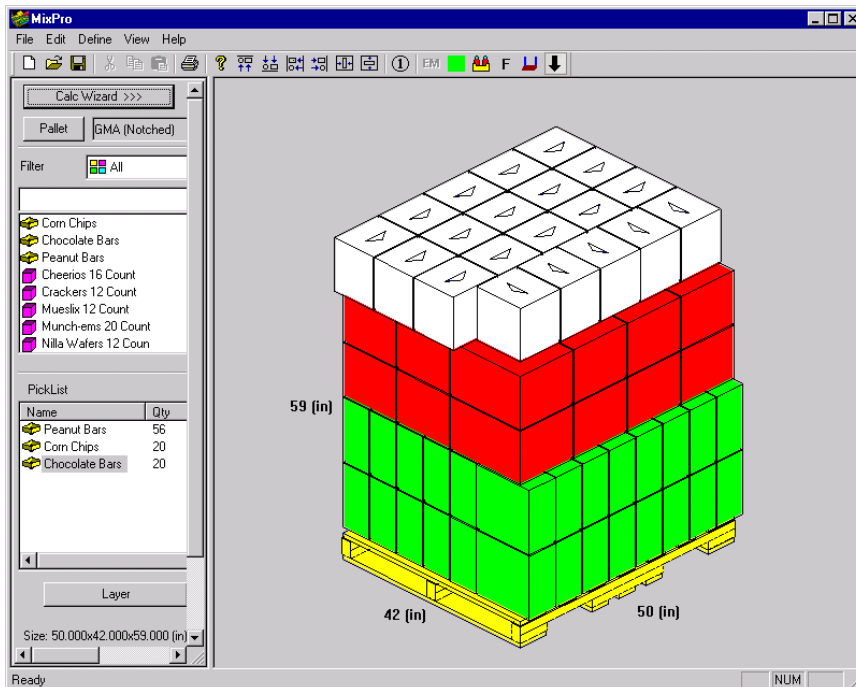 MixPro
File Edit Define View Help
EM F
Calc Wizard >>>
Pallet GMA (Notched)
Filter All
Corn Chips
Chocolate Bars
Peanut Bars
Cheerios 16 Count
Crackers 12 Count
Mueslix 12 Count
Munch-ems 20 Count
Nilla Wafers 12 Coun
PickList
Name Qty
Peanut Bars 56
Corn Chips 20
Chocolate Bars 20
Layer
Size: 50.000x42.000x59.000 (in)
59 (in)
42 (in)
50 (in)
Ready NUM